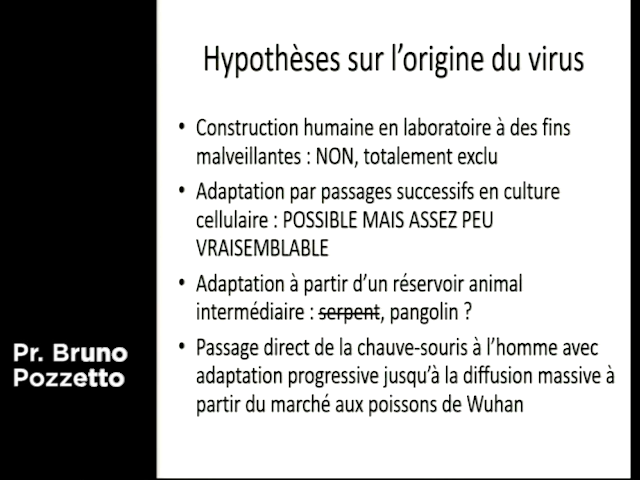 Hypothèses sur l'origine du virus
• Construction humaine en laboratoire à des fins
malveillantes : NON, totalement exclu
• Adaptation par passages successifs en culture
cellulaire : POSSIBLE MAIS ASSEZ PEU
VRAISEMBLABLE
• Adaptation à partir d'un réservoir animal
intermédiaire : serpent, pangolin ?
• Passage direct de la chauve-souris à l'homme avec
adaptation progressive jusqu'à la diffusion massive à
partir du marché aux poissons de Wuhan
Pr. Bruno
Pozzetto